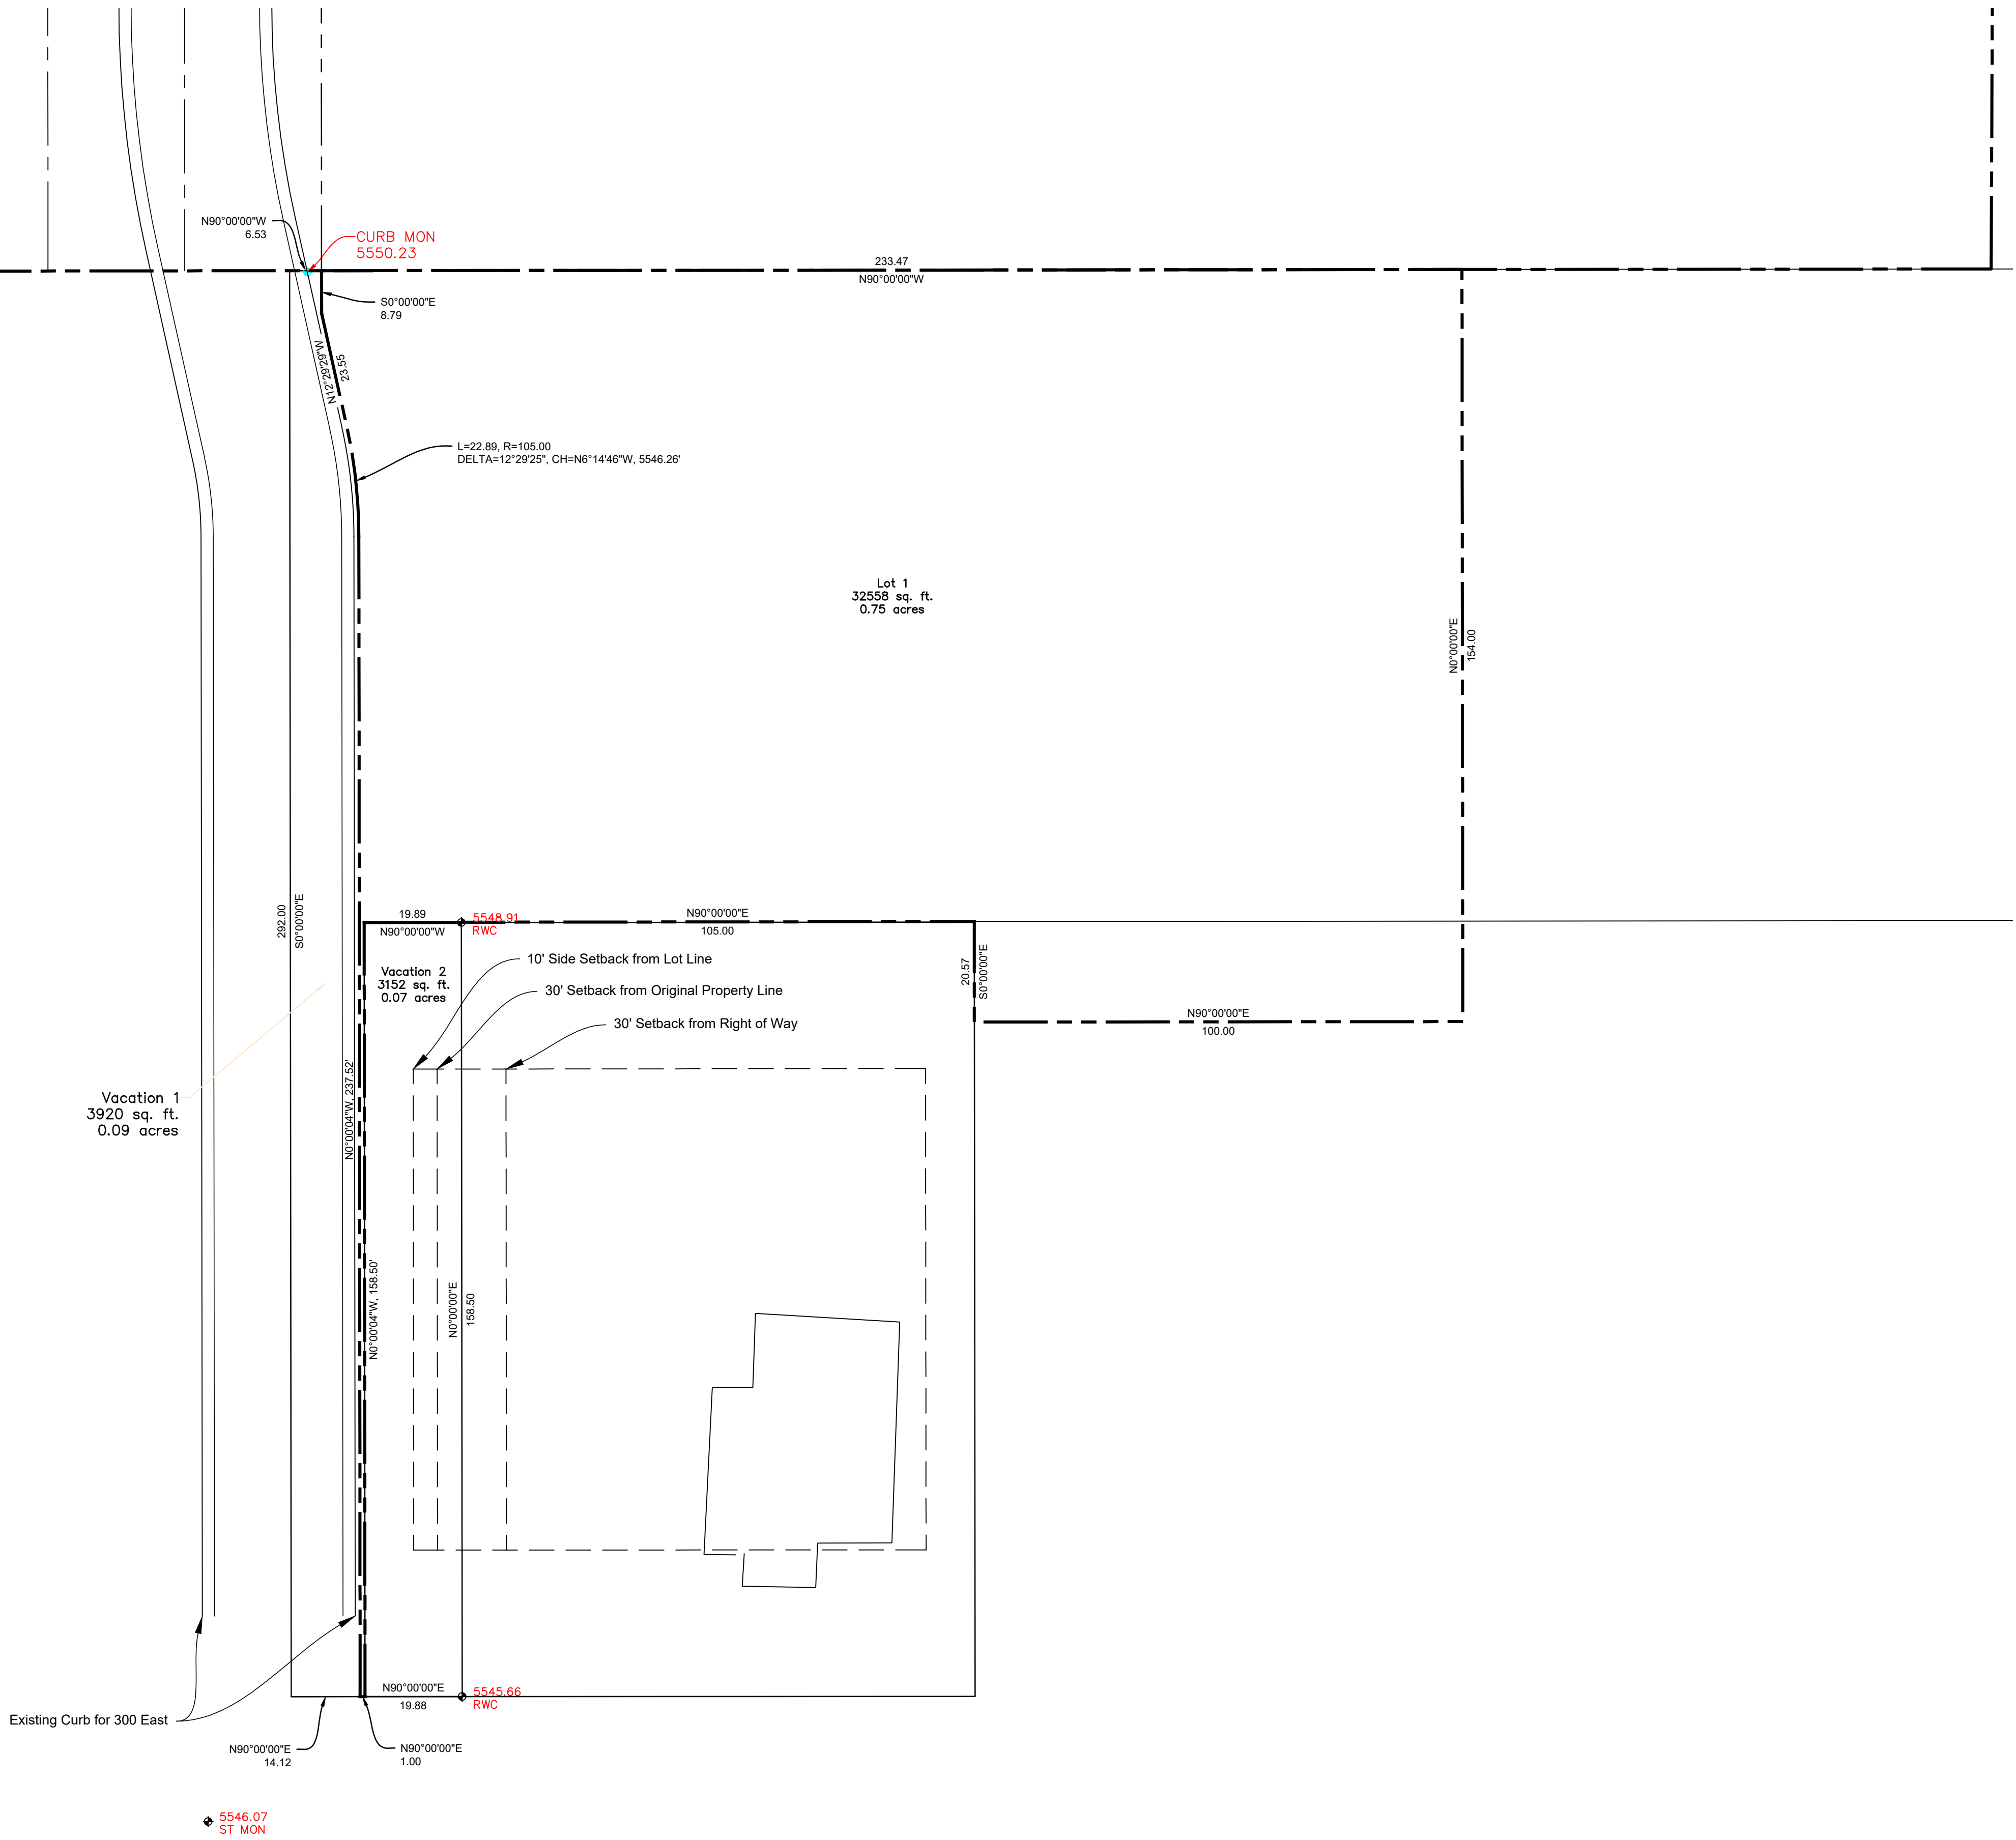 N90°00'00"W
6.53
CURB MON
5550.23
233.47
N90°00'00"W
S0°00'00"E
8.79
N12°29'29"W
23.55
L=22.89, R=105.00
DELTA=12°29'25", CH=N6°14'46"W, 5546.26'
Lot 1
32558 sq. ft.
0.75 acres
N0°00'00"E
154.00
292.00
S0°00'00"E
19.89
N90°00'00"W
5548.91
RWC
N90°00'00"E
105.00
Vacation 2
3152 sq. ft.
0.07 acres
10' Side Setback from Lot Line
30' Setback from Original Property Line
30' Setback from Right of Way
20.57
S0°00'00"E
N90°00'00"E
100.00
Vacation 1
3920 sq. ft.
0.09 acres
N0°00'04"W, 237.52'
N0°00'04"W, 158.50'
N0°00'00"E
158.50
N90°00'00"E
19.88
5545.66
RWC
Existing Curb for 300 East
N90°00'00"E
14.12
N90°00'00"E
1.00
5546.07
ST MON